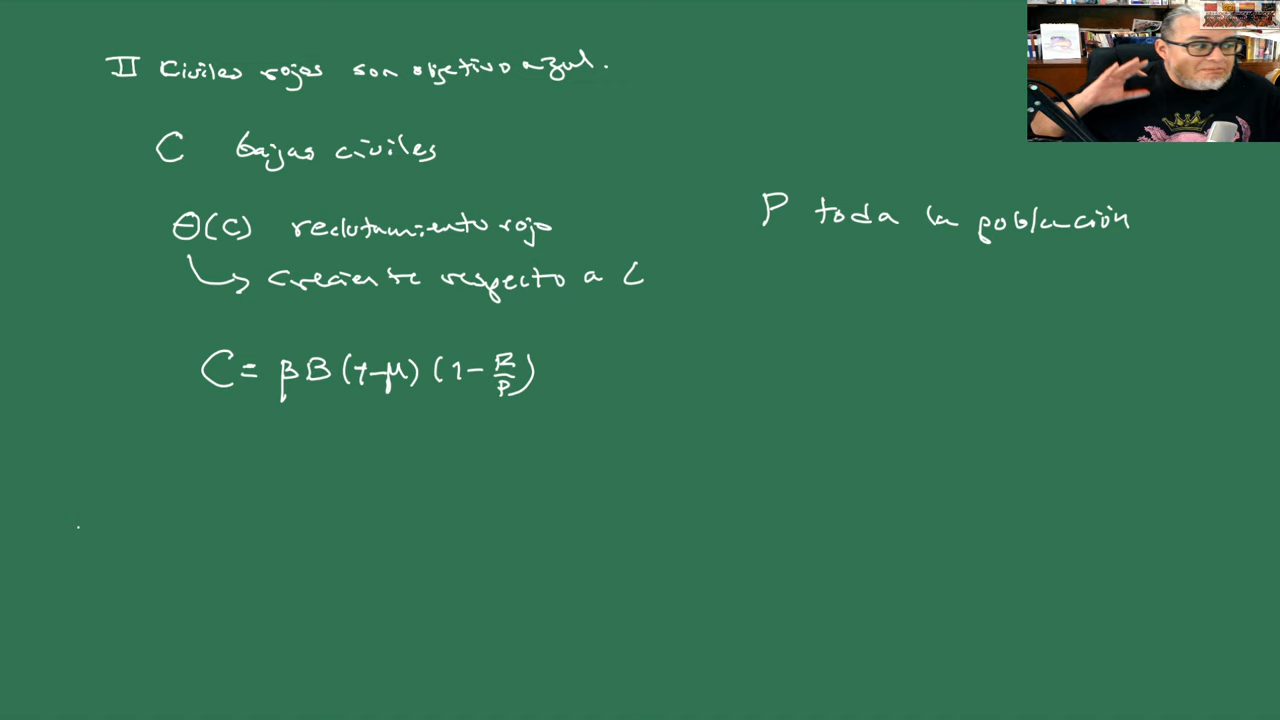 II Civiles rojos son objetivo azul.
C bajas civiles
θ(C) reclutamiento rojo
P toda la población
↳ creciente respecto a C
C = βB(1-μ)(1-R/P)